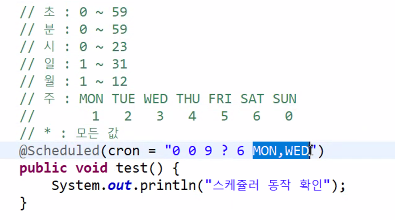 // 초 : 0 ~ 59
// 분 : 0 ~ 59
// 시 : 0 ~ 23
// 일 : 1 ~ 31
// 월 : 1 ~ 12
// 주 : MON TUE WED THU FRI SAT SUN
// 1 2 3 4 5 6 0
// * : 모든 값
@Scheduled(cron = "0 0 9 ? 6 MON,WED")
public void test() {
System.out.println("스케쥴러 동작 확인");
}